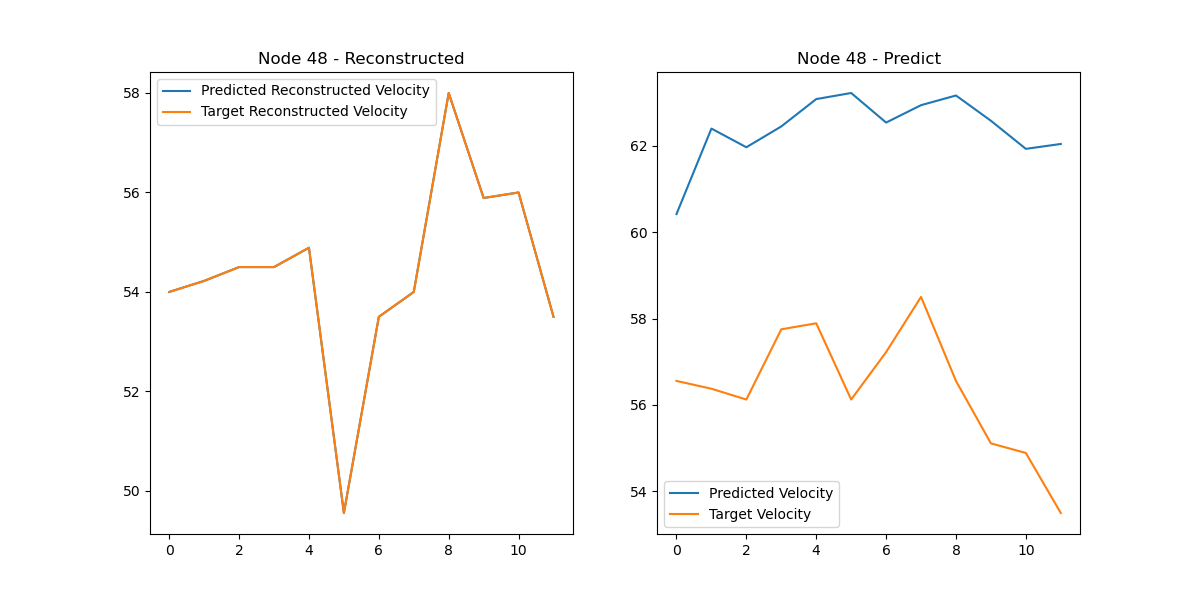 Node 48 - Reconstructed
Predicted Reconstructed Velocity
Target Reconstructed Velocity
58
56
54
52
50
0 2 4 6 8 10
Node 48 - Predict
62
60
58
56
54
Predicted Velocity
Target Velocity
0 2 4 6 8 10